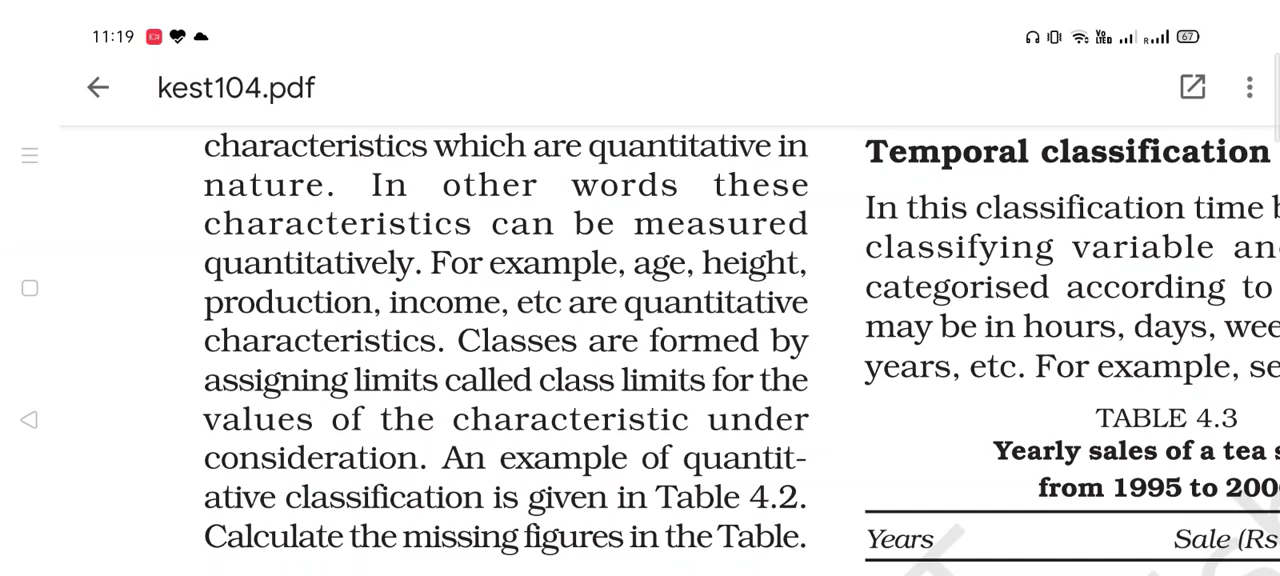 11:19
67
kest104.pdf
characteristics which are quantitative in
nature. In other words these
characteristics can be measured
quantitatively. For example, age, height,
production, income, etc are quantitative
characteristics. Classes are formed by
assigning limits called class limits for the
values of the characteristic under
consideration. An example of quantit-
ative classification is given in Table 4.2.
Calculate the missing figures in the Table.
Temporal classification
In this classification time
classifying variable
categorised according to
may be in hours, days,
years, etc. For example,
TABLE 4.3
Yearly sales of a tea
from 1995 to
Years Sale (Rs